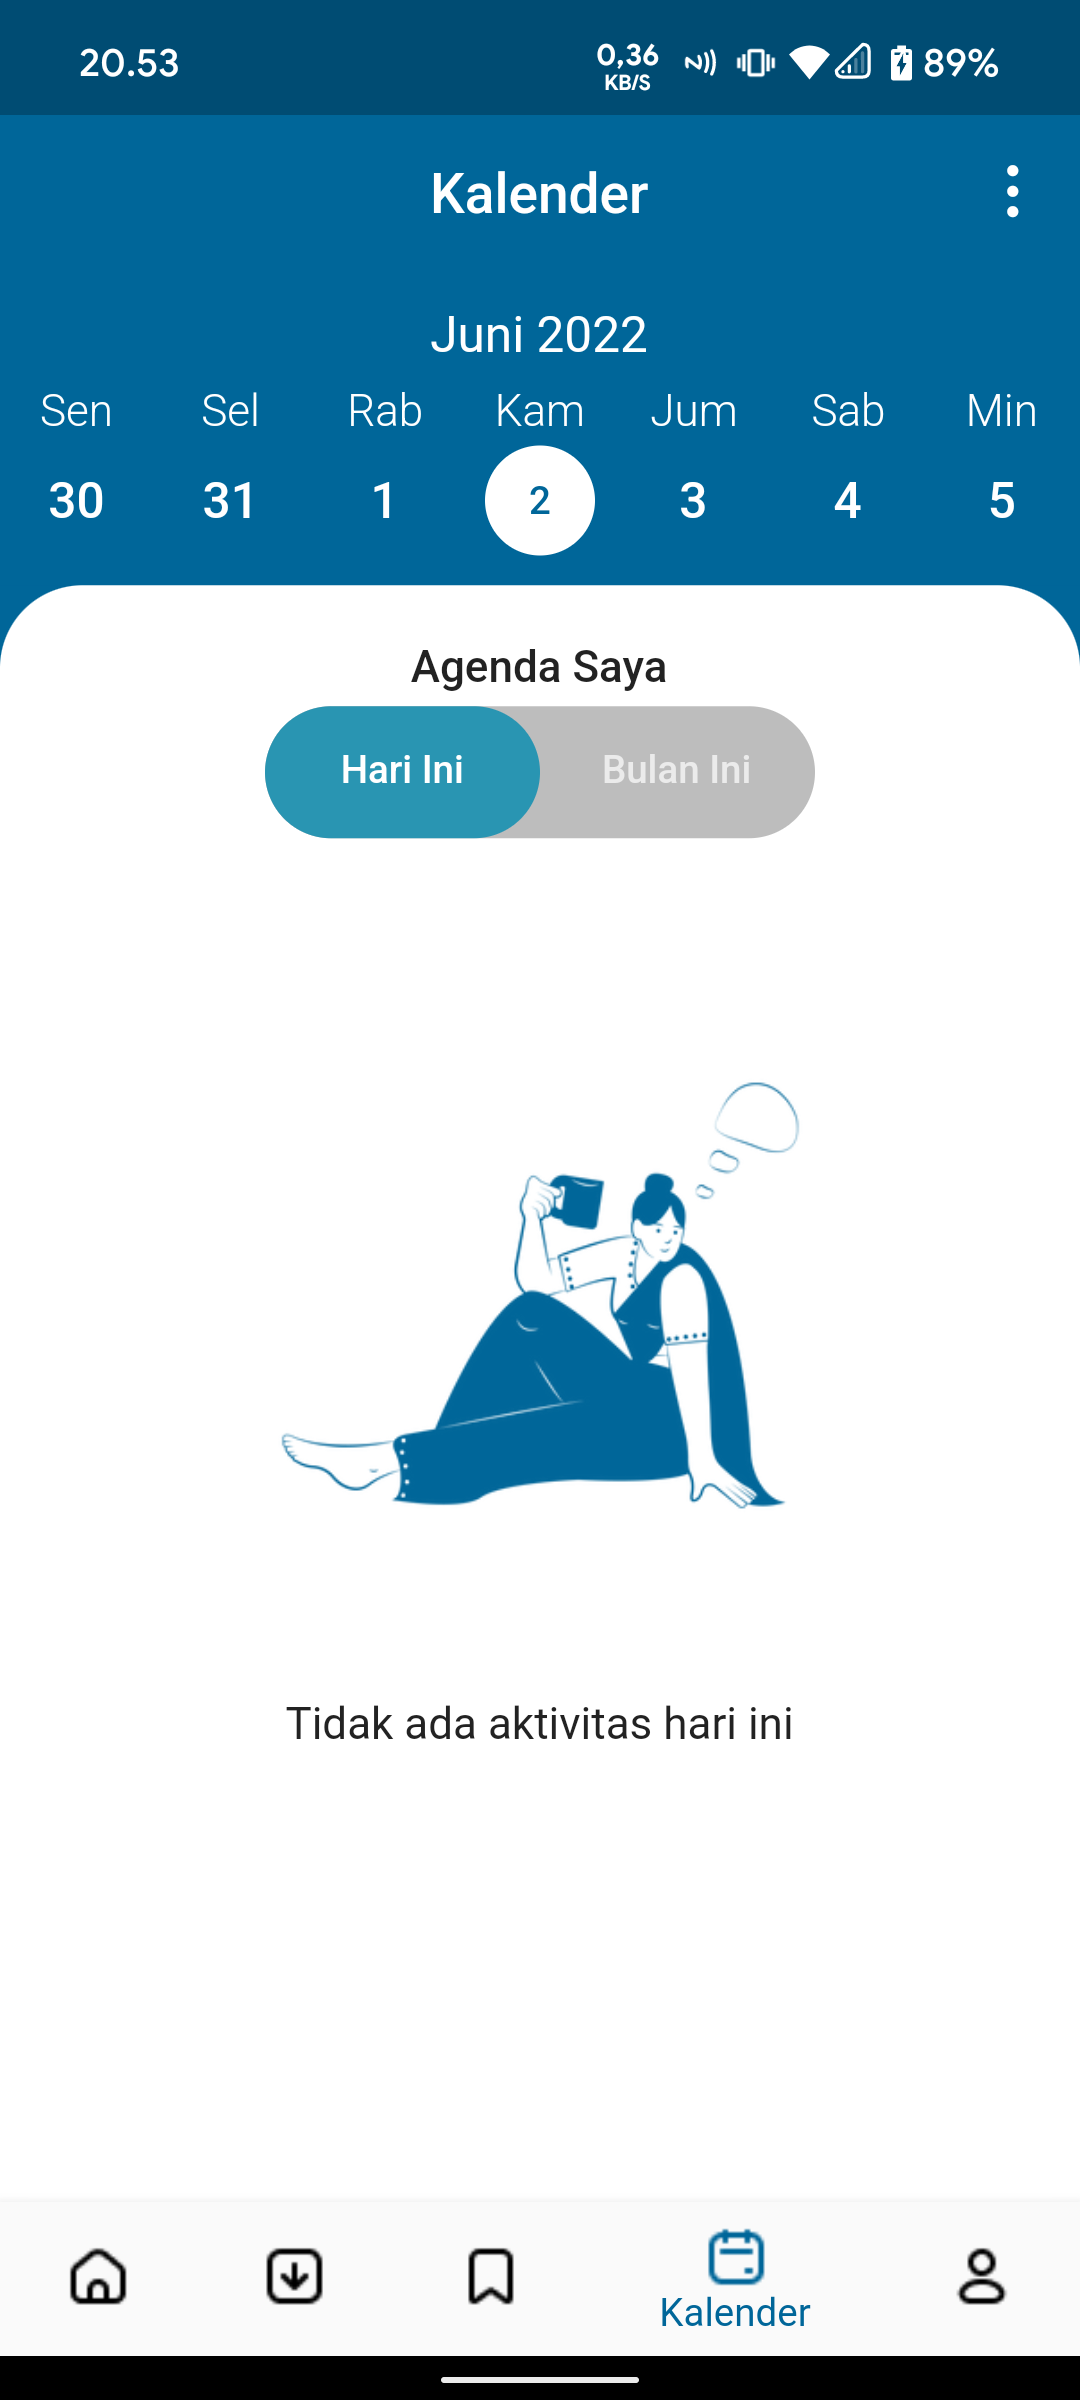 20.53
0,36
KB/S
89%
Kalender
Juni 2022
Sen Sel Rab Kam Jum Sab Min
30 31 1 2 3 4 5
Agenda Saya
Hari Ini Bulan Ini
Tidak ada aktivitas hari ini
Kalender